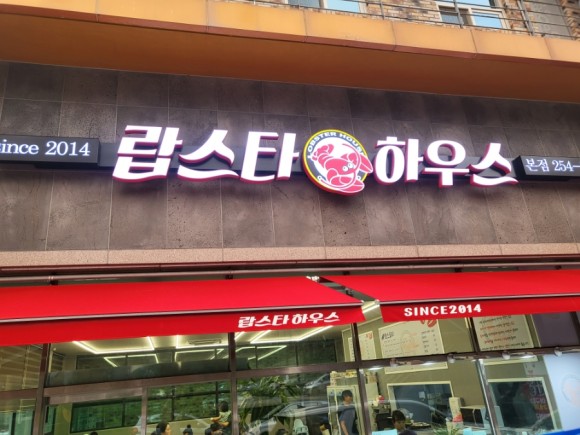 since 2014
랍스타
LOBSTER HOUSE
하우스
본점 254-
랍스타하우스
SINCE2014